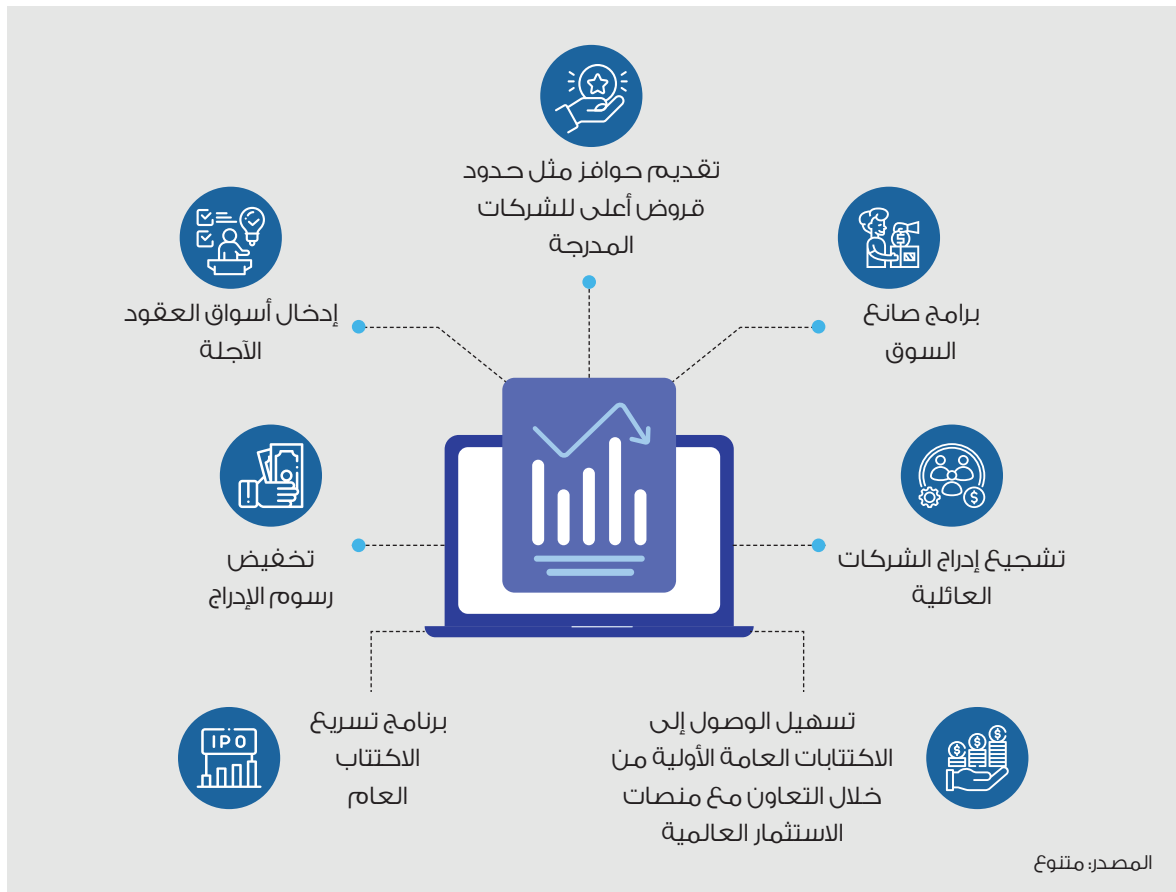 تقديم حوافز مثل حدود
قروض أعلى للشركات
المدرجة
برامج صانع
السوق
إدخال أسواق العقود
الآجلة
تشجيع إدراج الشركات
العائلية
تخفيض
رسوم الإدراج
تسهيل الوصول إلى
الاكتتابات العامة الأولية من
خلال التعاون مع منصات
الاستثمار العالمية
برنامج تسريع
الاكتتاب
العام
IPO
المصدر: متنوع